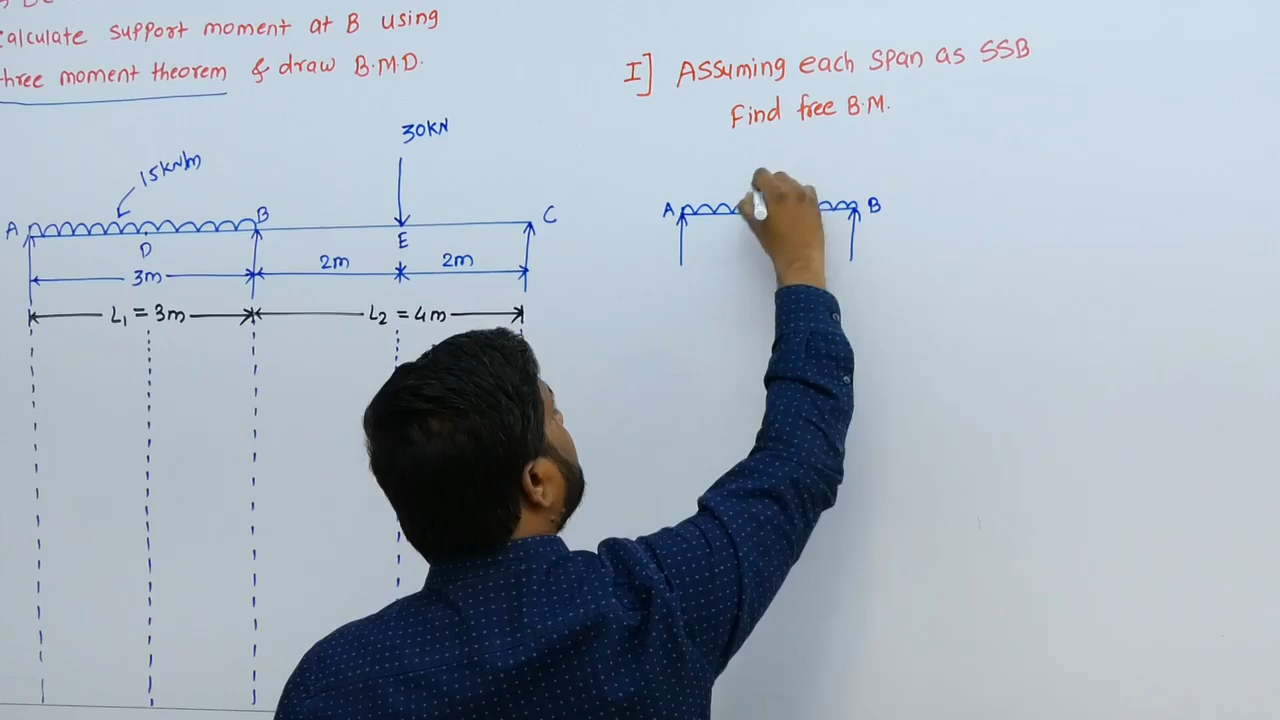 Calculate support moment at B using
three moment theorem & draw B.M.D.
I] Assuming each span as SSB
Find free B.M.
30kN
15kN/m
A B C
D E
3m 2m 2m
L₁ = 3m L₂ = 4m
A B